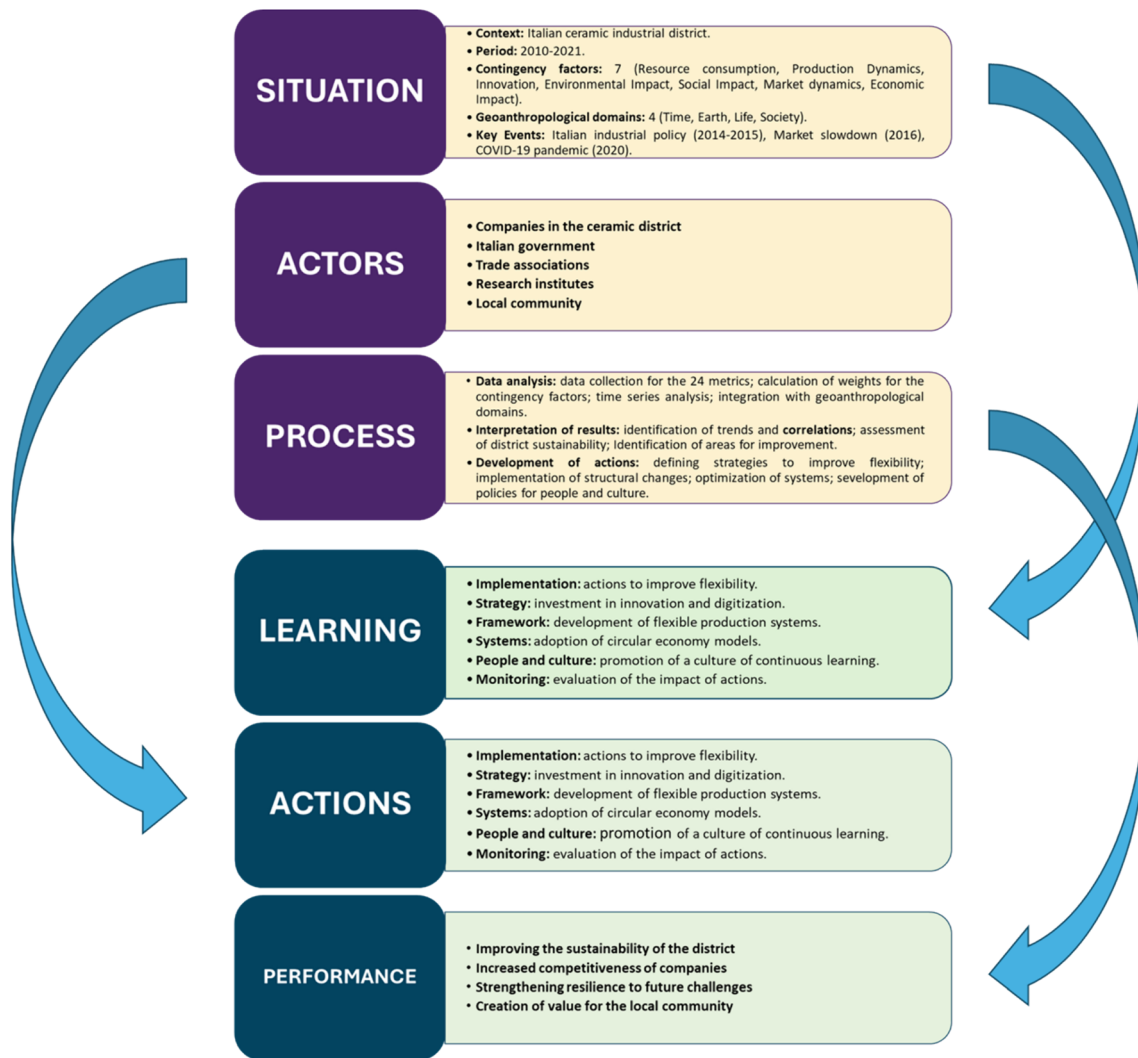 SITUATION
• Context: Italian ceramic industrial district.
• Period: 2010-2021.
• Contingency factors: 7 (Resource consumption, Production Dynamics,
Innovation, Environmental Impact, Social Impact, Market dynamics, Economic
Impact).
• Geoanthropological domains: 4 (Time, Earth, Life, Society).
• Key Events: Italian industrial policy (2014-2015), Market slowdown (2016),
COVID-19 pandemic (2020).
ACTORS
• Companies in the ceramic district
• Italian government
• Trade associations
• Research institutes
• Local community
PROCESS
• Data analysis: data collection for the 24 metrics; calculation of weights for the
contingency factors; time series analysis; integration with geoanthropological
domains.
• Interpretation of results: identification of trends and correlations; assessment
of district sustainability; Identification of areas for improvement.
• Development of actions: defining strategies to improve flexibility;
implementation of structural changes; optimization of systems; sevelopment of
policies for people and culture.
LEARNING
• Implementation: actions to improve flexibility.
• Strategy: investment in innovation and digitization.
• Framework: development of flexible production systems.
• Systems: adoption of circular economy models.
• People and culture: promotion of a culture of continuous learning.
• Monitoring: evaluation of the impact of actions.
ACTIONS
• Implementation: actions to improve flexibility.
• Strategy: investment in innovation and digitization.
• Framework: development of flexible production systems.
• Systems: adoption of circular economy models.
• People and culture: promotion of a culture of continuous learning.
• Monitoring: evaluation of the impact of actions.
PERFORMANCE
• Improving the sustainability of the district
• Increased competitiveness of companies
• Strengthening resilience to future challenges
• Creation of value for the local community